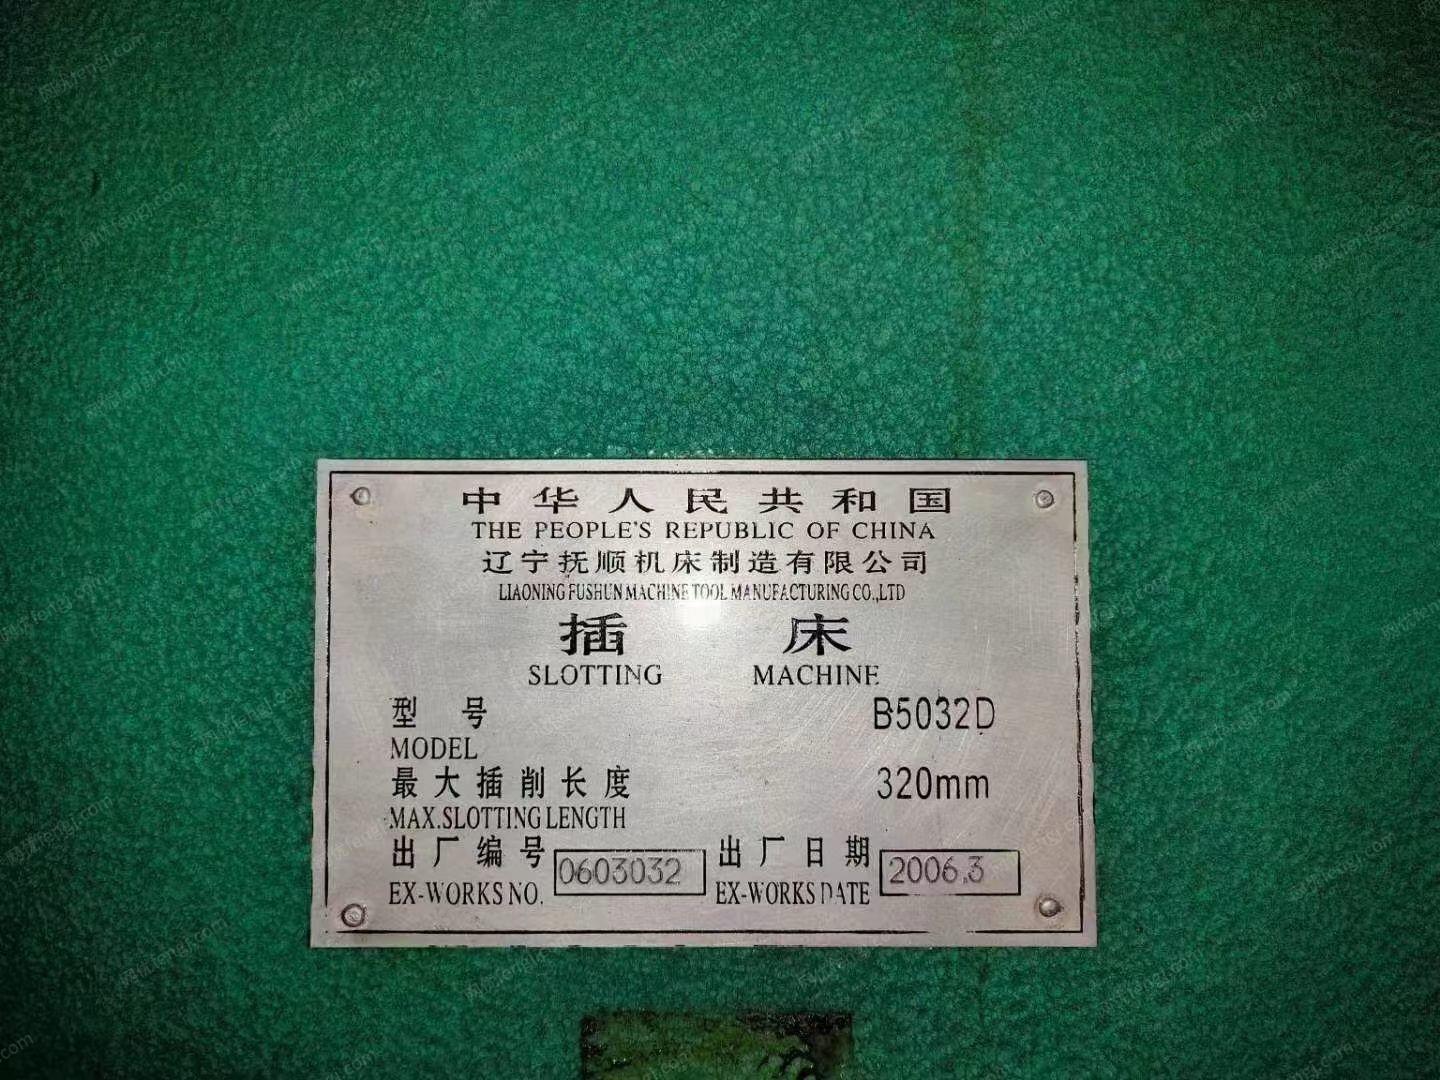 中华人民共和国
THE PEOPLE'S REPUBLIC OF CHINA
辽宁抚顺机床制造有限公司
LIAONING FUSHUN MACHINE TOOL MANUFACTURING CO.,LTD
插 床
SLOTTING MACHINE
型 号 B5032D
MODEL
最大插削长度 320mm
MAX.SLOTTING LENGTH
出厂编号 0603032 出厂日期 2006.3
EX-WORKS NO. EX-WORKS DATE